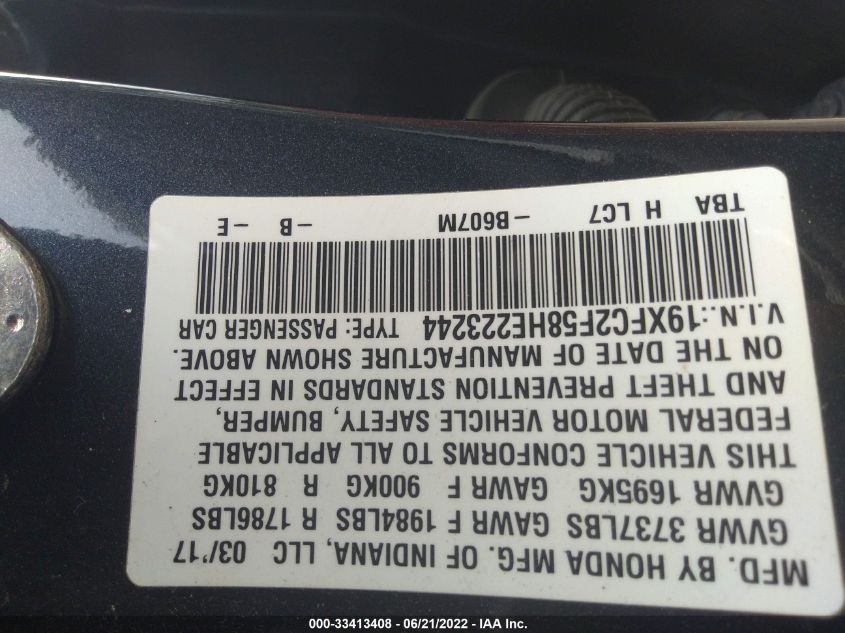 MFD. BY HONDA MFG. OF INDIANA, LLC 03/'17
GVWR 3737LBS GAWR F 1984LBS R 1786LBS
GVWR 1695KG GAWR F 900KG R 810KG
THIS VEHICLE CONFORMS TO ALL APPLICABLE
FEDERAL MOTOR VEHICLE SAFETY, BUMPER,
AND THEFT PREVENTION STANDARDS IN EFFECT
ON THE DATE OF MANUFACTURE SHOWN ABOVE.
V.I.N.:19XFC2F58HE223244 TYPE: PASSENGER CAR
TBA H LC7 -B607M -B -E
000-33413408 - 06/21/2022 - IAA Inc.